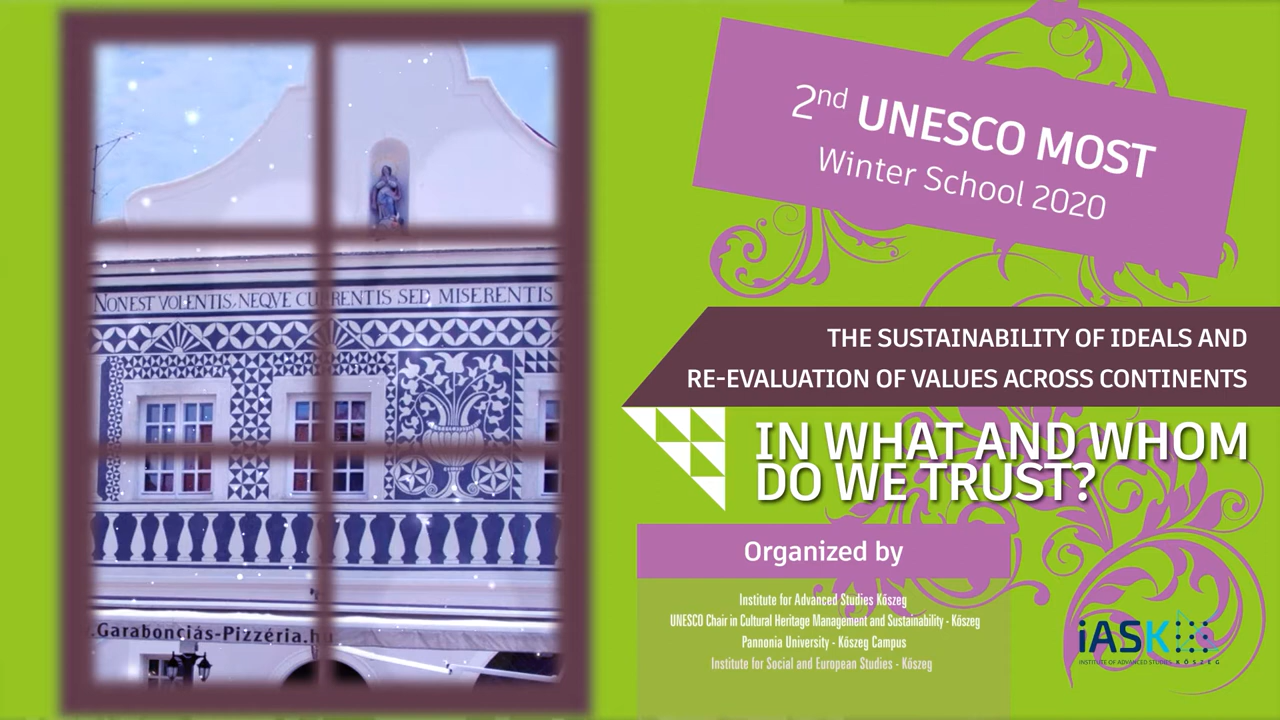 NONEST VOLENTIS, NEQVE CURRENTIS SED MISERENTIS
.Garabonciás-Pizzéria.hu
2nd UNESCO MOST
Winter School 2020
THE SUSTAINABILITY OF IDEALS AND
RE-EVALUATION OF VALUES ACROSS CONTINENTS
IN WHAT AND WHOM
DO WE TRUST?
Organized by
Institute for Advanced Studies Kőszeg
UNESCO Chair in Cultural Heritage Management and Sustainability - Kőszeg
Pannonia University - Kőszeg Campus
Institute for Social and European Studies - Kőszeg
iASK
INSTITUTE OF ADVANCED STUDIES KŐSZEG